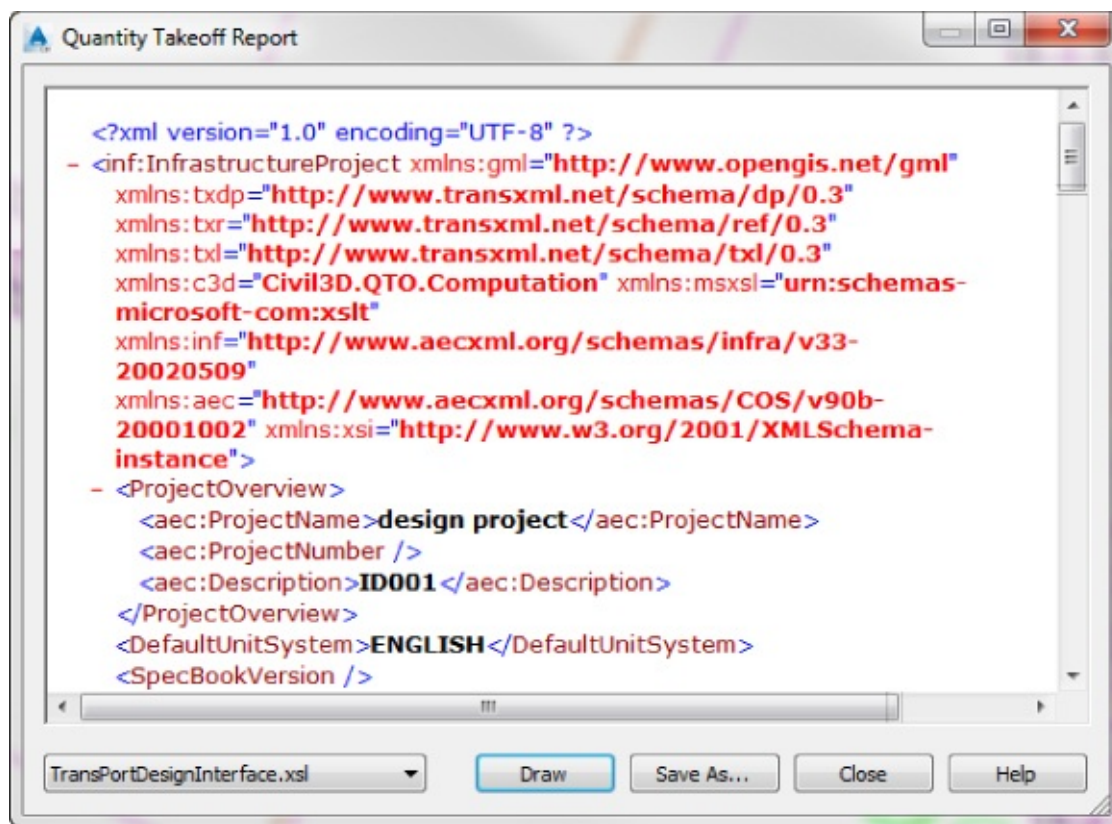 Quantity Takeoff Report
<?xml version="1.0" encoding="UTF-8" ?>
- <inf:InfrastructureProject xmlns:gml="http://www.opengis.net/gml"
xmlns:txdp="http://www.transxml.net/schema/dp/0.3"
xmlns:txr="http://www.transxml.net/schema/ref/0.3"
xmlns:txl="http://www.transxml.net/schema/txl/0.3"
xmlns:c3d="Civil3D.QTO.Computation" xmlns:msxsl="urn:schemas-
microsoft-com:xslt"
xmlns:inf="http://www.aecxml.org/schemas/infra/v33-
20020509"
xmlns:aec="http://www.aecxml.org/schemas/COS/v90b-
20001002" xmlns:xsi="http://www.w3.org/2001/XMLSchema-
instance">
- <ProjectOverview>
<aec:ProjectName>design project</aec:ProjectName>
<aec:ProjectNumber />
<aec:Description>ID001</aec:Description>
</ProjectOverview>
<DefaultUnitSystem>ENGLISH</DefaultUnitSystem>
<SpecBookVersion />
TransPortDesignInterface.xsl Draw Save As... Close Help